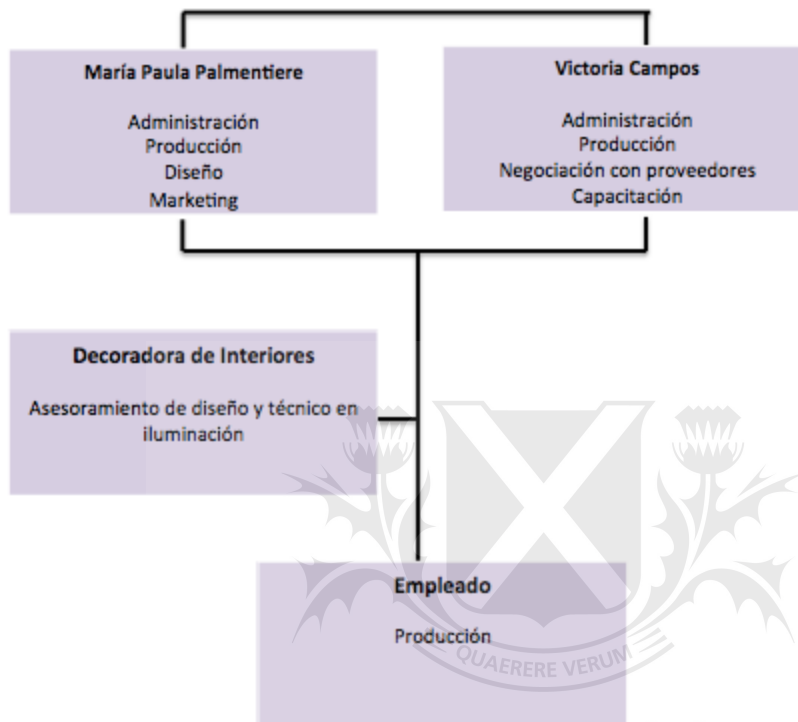 María Paula Palmentiere
Administración
Producción
Diseño
Marketing
Victoria Campos
Administración
Producción
Negociación con proveedores
Capacitación
Decoradora de Interiores
Asesoramiento de diseño y técnico en
iluminación
Empleado
Producción
QUAERERE VERUM